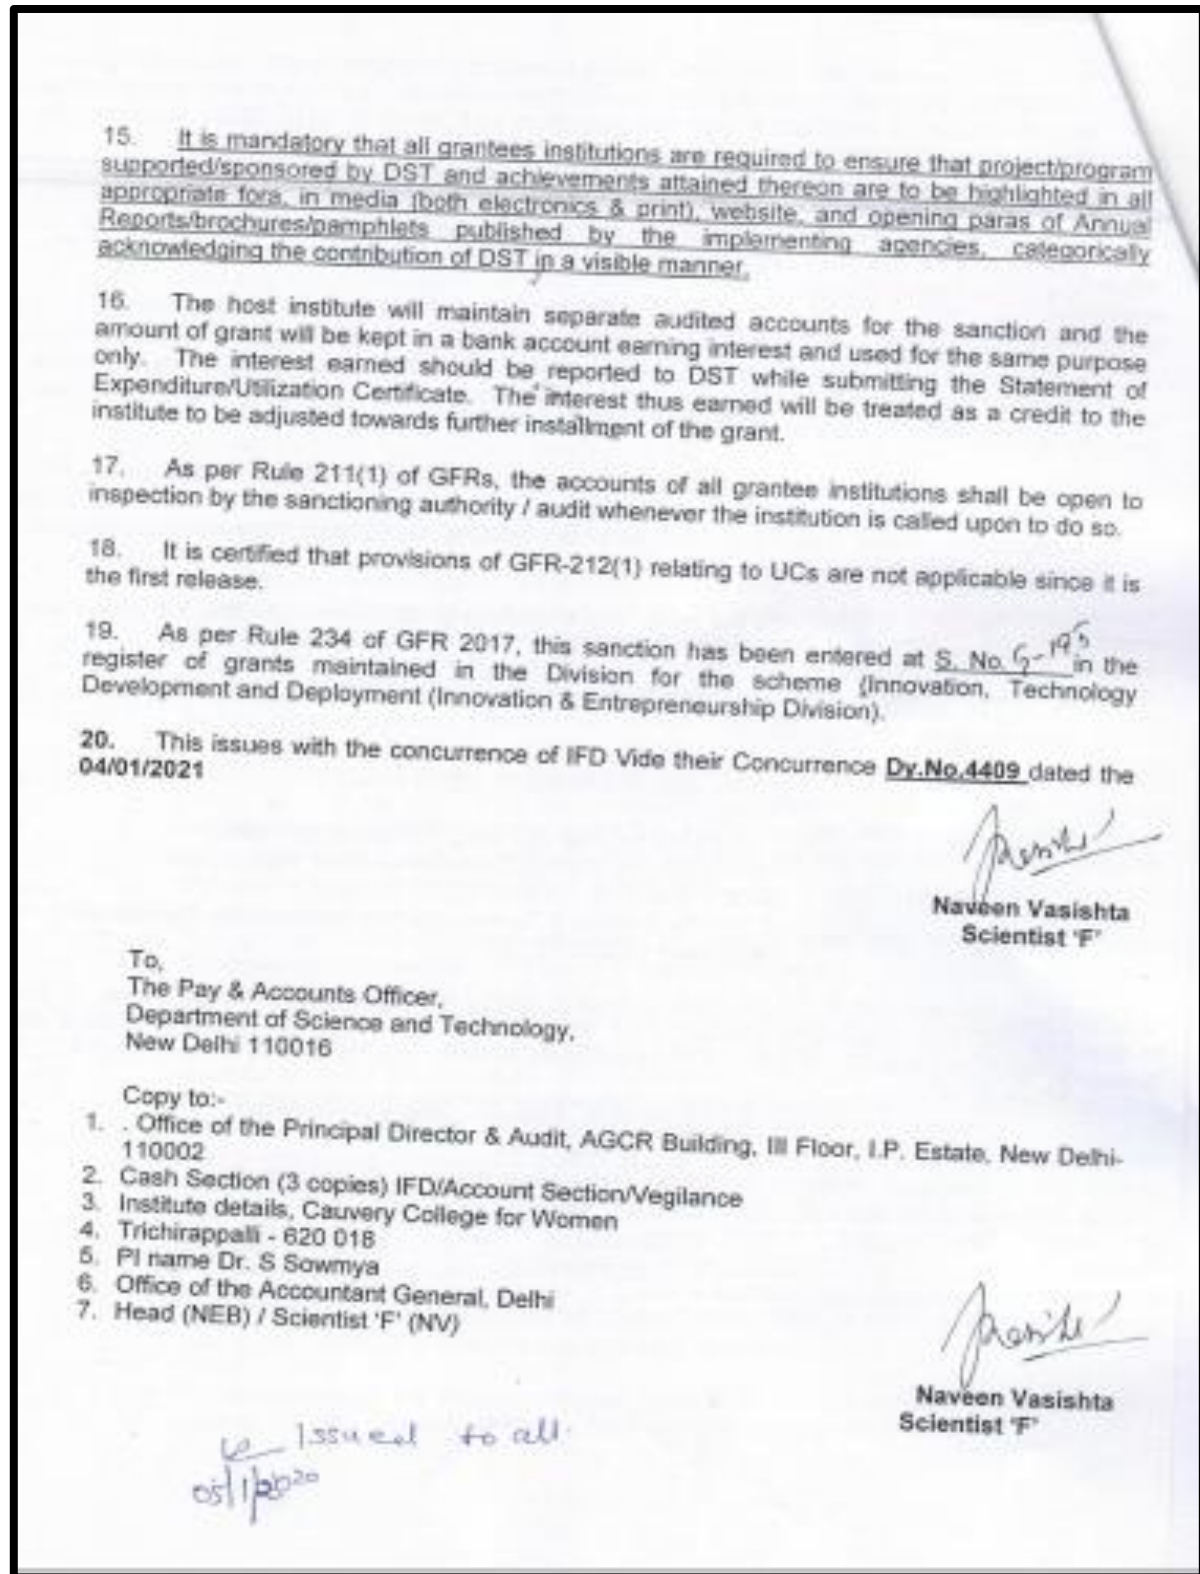 15. It is mandatory that all grantees institutions are required to ensure that project/program
supported/sponsored by DST and achievements attained thereon are to be highlighted in all
appropriate fora, in media (both electronics & print), website, and opening paras of Annual
Reports/brochures/pamphlets published by the implementing agencies, categorically
acknowledging the contribution of DST in a visible manner.
16. The host institute will maintain separate audited accounts for the sanction and the
amount of grant will be kept in a bank account earning interest and used for the same purpose
only. The interest earned should be reported to DST while submitting the Statement of
Expenditure/Utilization Certificate. The interest thus earned will be treated as a credit to the
institute to be adjusted towards further installment of the grant.
17. As per Rule 211(1) of GFRs, the accounts of all grantee institutions shall be open to
inspection by the sanctioning authority / audit whenever the institution is called upon to do so.
18. It is certified that provisions of GFR-212(1) relating to UCs are not applicable since it is
the first release.
19. As per Rule 234 of GFR 2017, this sanction has been entered at S. No. in the
register of grants maintained in the Division for the scheme (Innovation, Technology
Development and Deployment (Innovation & Entrepreneurship Division).
20. This issues with the concurrence of IFD Vide their Concurrence Dy.No.4409 dated the
04/01/2021
Naveen Vasishta
Scientist 'F'
To,
The Pay & Accounts Officer,
Department of Science and Technology,
New Delhi 110016
Copy to:-
1. . Office of the Principal Director & Audit, AGCR Building, III Floor, I.P. Estate, New Delhi-
110002
2. Cash Section (3 copies) IFD/Account Section/Vegilance
3. Institute details, Cauvery College for Women
4. Trichirappalli - 620 018
5. PI name Dr. S Sowmya
6. Office of the Accountant General, Delhi
7. Head (NEB) / Scientist 'F' (NV)
Naveen Vasishta
Scientist 'F'
Issued to all